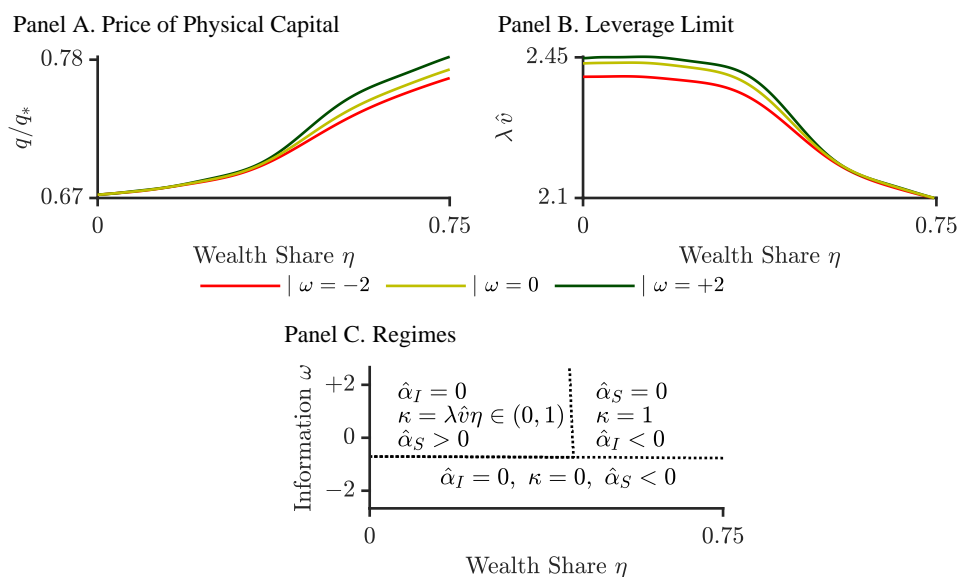 Panel A. Price of Physical Capital
0.78
q/q*
0.67
0
0.75
Wealth Share η
Panel B. Leverage Limit
2.45
λv̂
2.1
0
0.75
Wealth Share η
| ω = −2
| ω = 0
| ω = +2
Panel C. Regimes
Information ω
+2
0
−2
α̂_I = 0
κ = λv̂η ∈ (0, 1)
α̂_S > 0
α̂_S = 0
κ = 1
α̂_I < 0
α̂_I = 0, κ = 0, α̂_S < 0
0
0.75
Wealth Share η